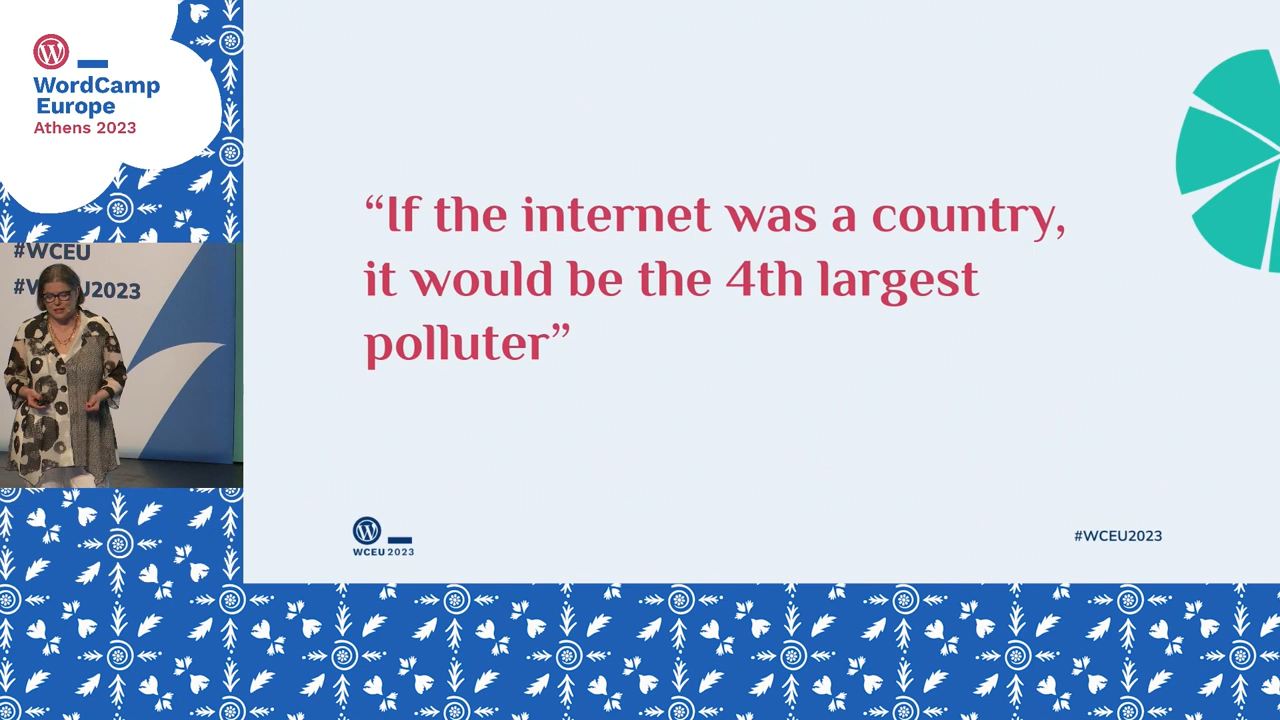 WordCamp
Europe
Athens 2023
#WCEU
#WCEU2023
“If the internet was a country,
it would be the 4th largest
polluter”
WCEU 2023
#WCEU2023